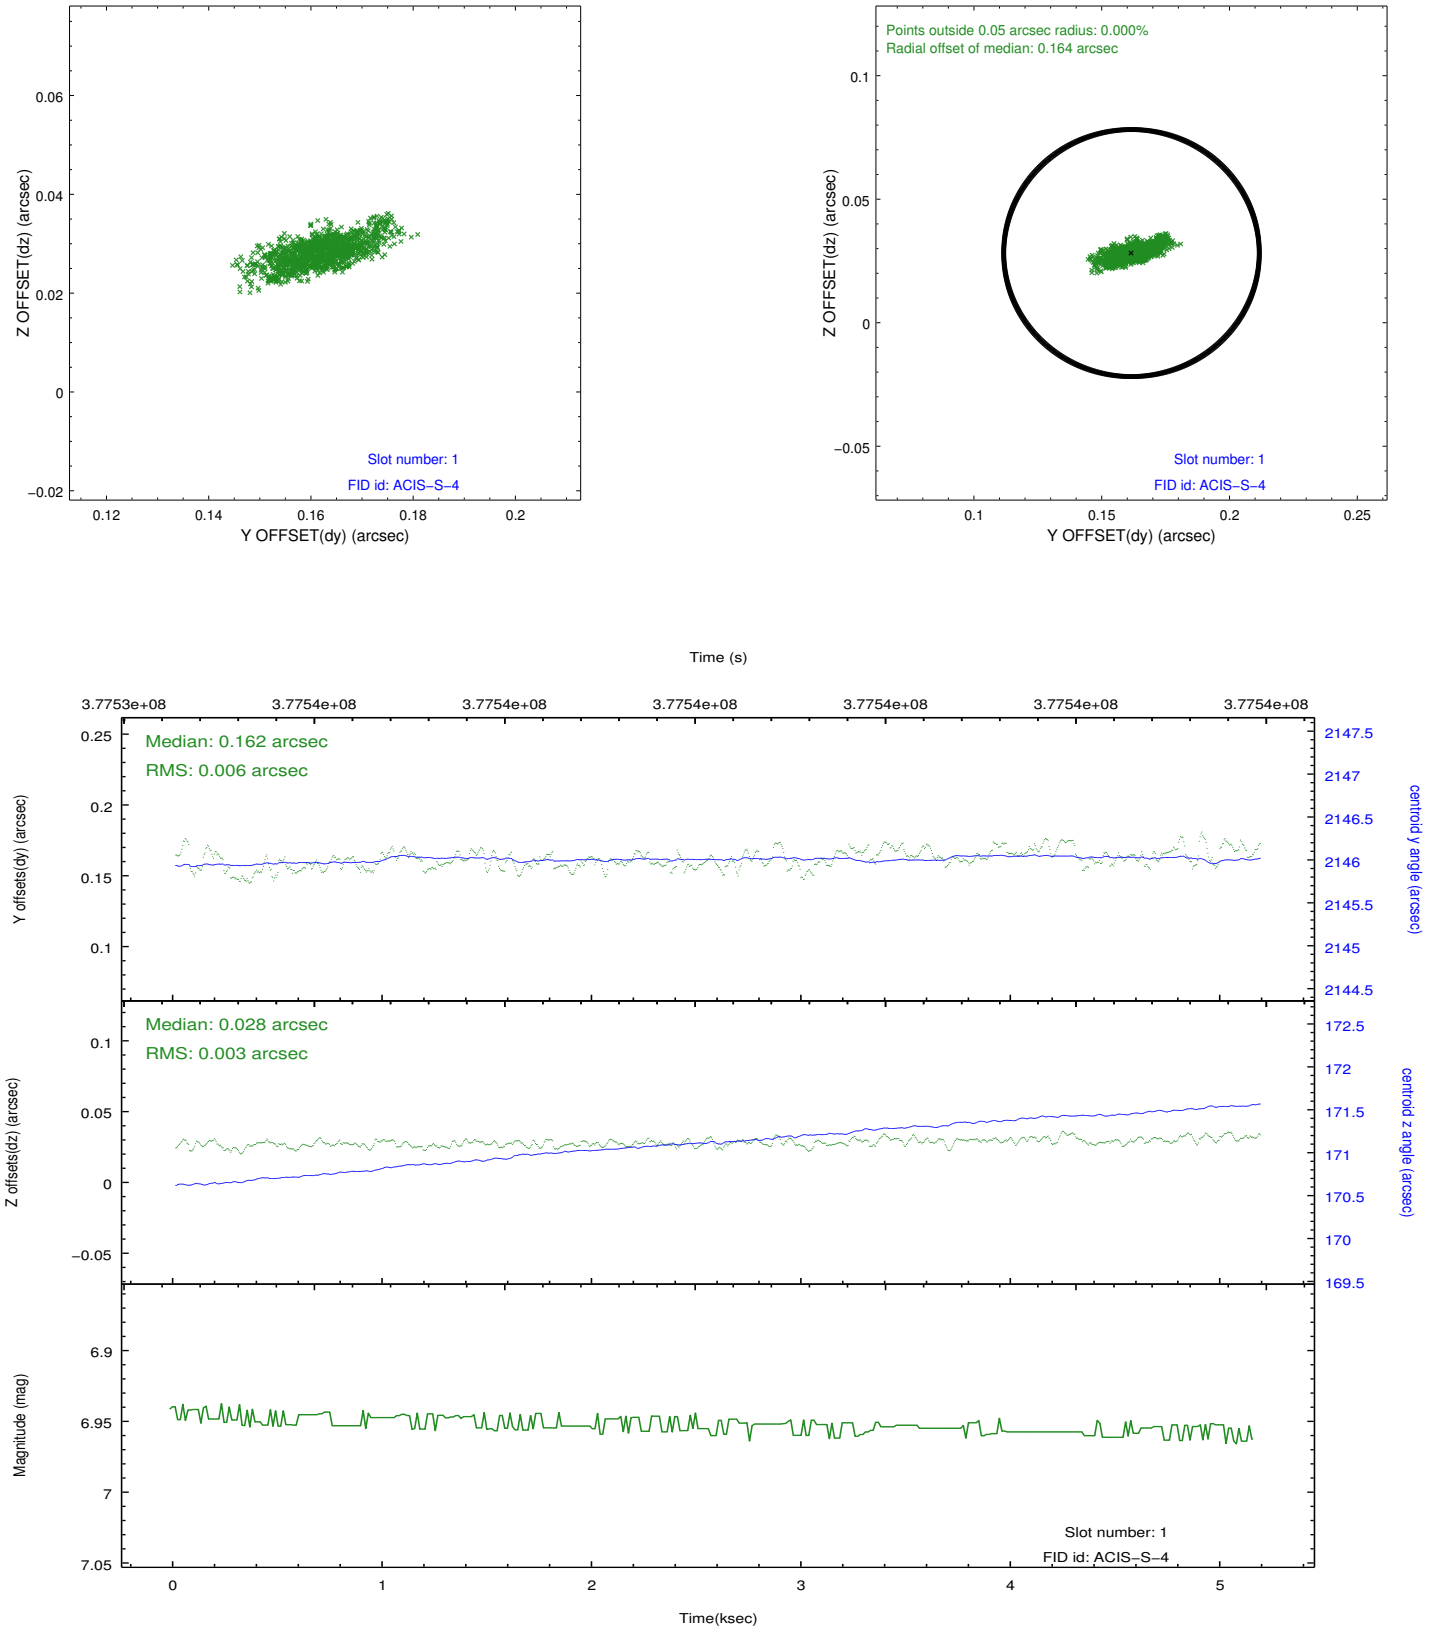 0.06
0.04
0.02
0
−0.02
Z OFFSET(dz) (arcsec)
0.12
0.14
0.16
0.18
0.2
Y OFFSET(dy) (arcsec)
Slot number: 1
FID id: ACIS−S−4
Points outside 0.05 arcsec radius: 0.000%
Radial offset of median: 0.164 arcsec
0.1
0.05
0
−0.05
Z OFFSET(dz) (arcsec)
0.1
0.15
0.2
0.25
Y OFFSET(dy) (arcsec)
Slot number: 1
FID id: ACIS−S−4
Time (s)
3.7753e+08
3.7754e+08
3.7754e+08
3.7754e+08
3.7754e+08
3.7754e+08
3.7754e+08
Median: 0.162 arcsec
RMS: 0.006 arcsec
0.25
0.2
0.15
0.1
Y offsets(dy) (arcsec)
2147.5
2147
2146.5
2146
2145.5
2145
2144.5
centroid y angle (arcsec)
Median: 0.028 arcsec
RMS: 0.003 arcsec
0.1
0.05
0
−0.05
Z offsets(dz) (arcsec)
172.5
172
171.5
171
170.5
170
169.5
centroid z angle (arcsec)
6.9
6.95
7
7.05
Magnitude (mag)
Slot number: 1
FID id: ACIS−S−4
0
1
2
3
4
5
Time(ksec)